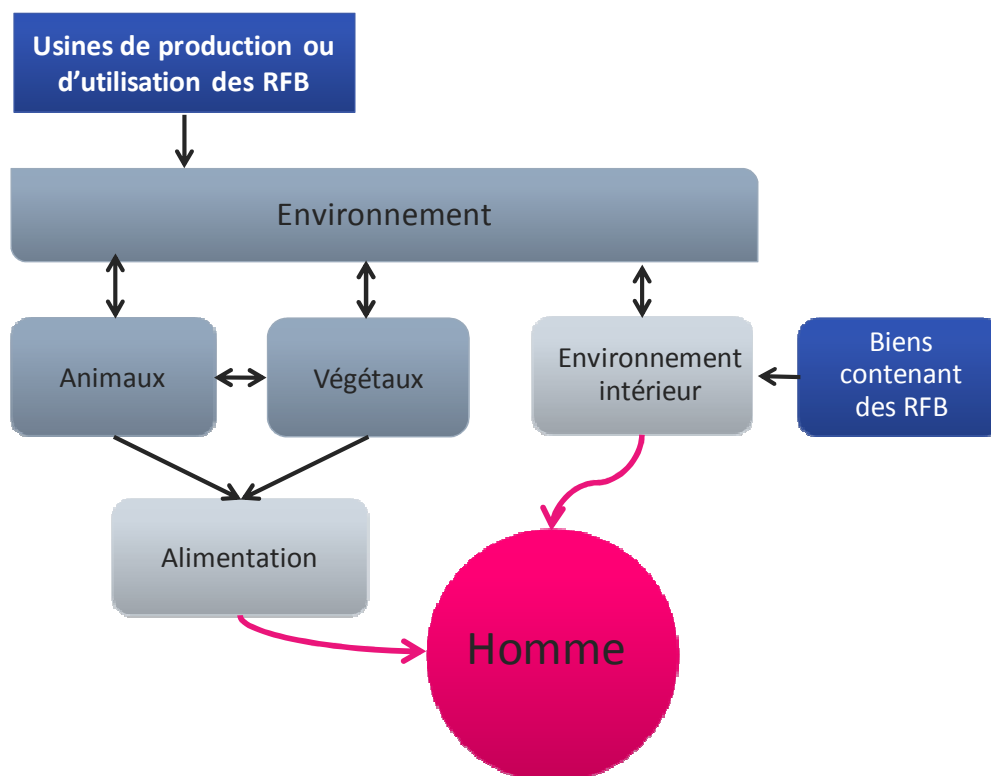 Usines de production ou
d’utilisation des RFB
Environnement
Animaux
Végétaux
Environnement
intérieur
Biens
contenant
des RFB
Alimentation
Homme